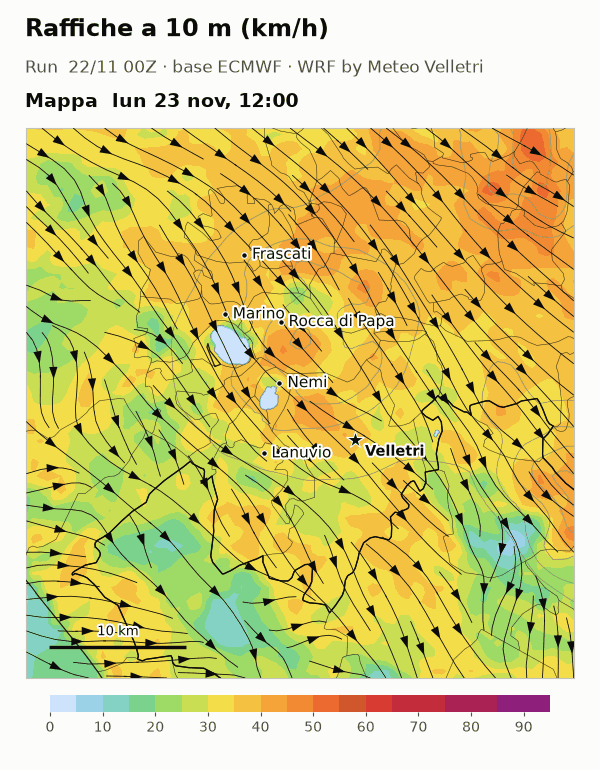 Raffiche a 10 m (km/h)
Run 22/11 00Z · base ECMWF · WRF by Meteo Velletri
Mappa lun 23 nov, 12:00
Frascati
Marino
Rocca di Papa
Nemi
Velletri
Lanuvio
10 km
0 10 20 30 40 50 60 70 80 90